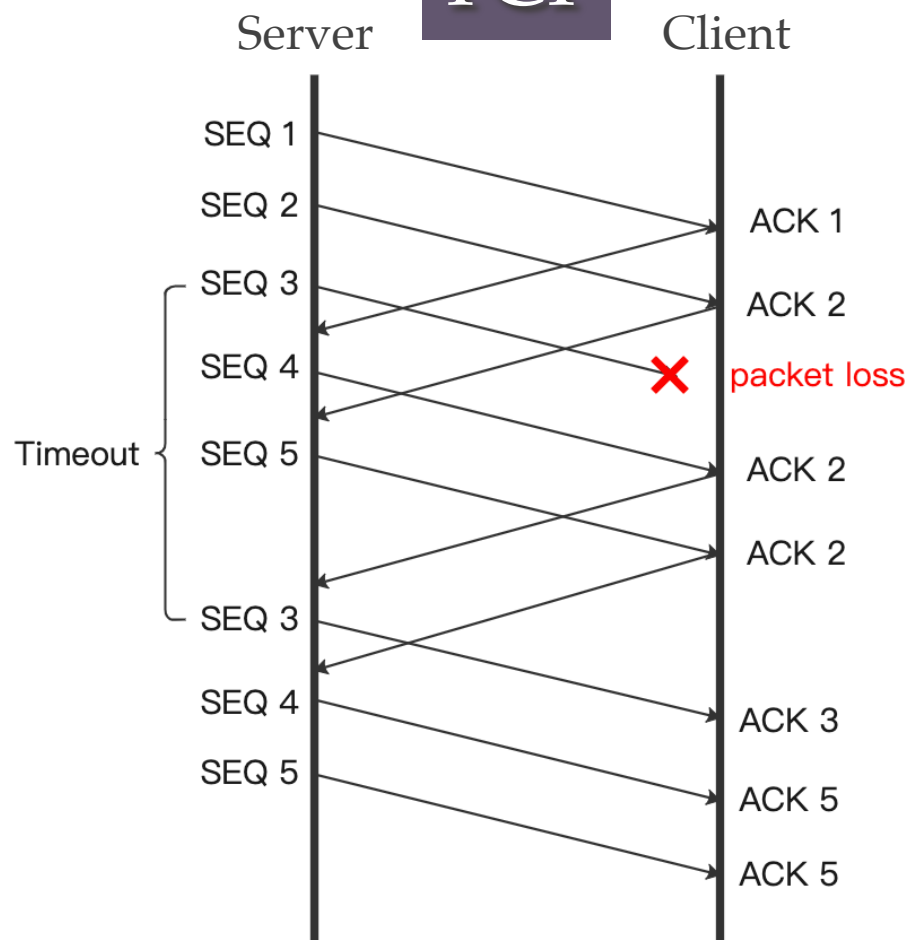 TCP
Server
Client
SEQ 1
SEQ 2
ACK 1
SEQ 3
ACK 2
SEQ 4
packet loss
Timeout
SEQ 5
ACK 2
ACK 2
SEQ 3
SEQ 4
ACK 3
SEQ 5
ACK 5
ACK 5